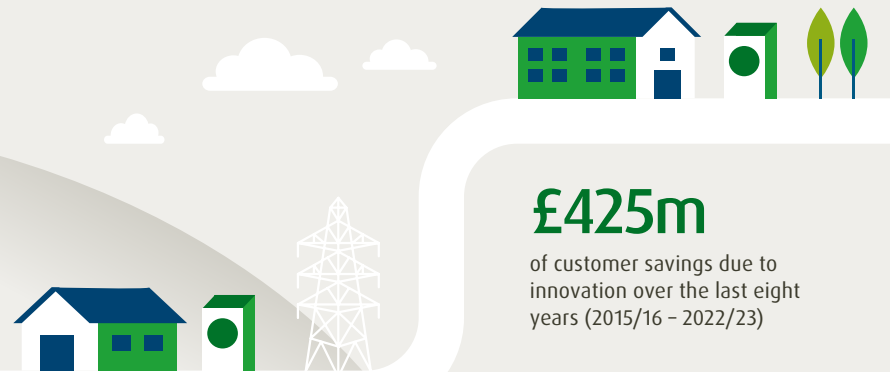 £425m
of customer savings due to
innovation over the last eight
years (2015/16 – 2022/23)